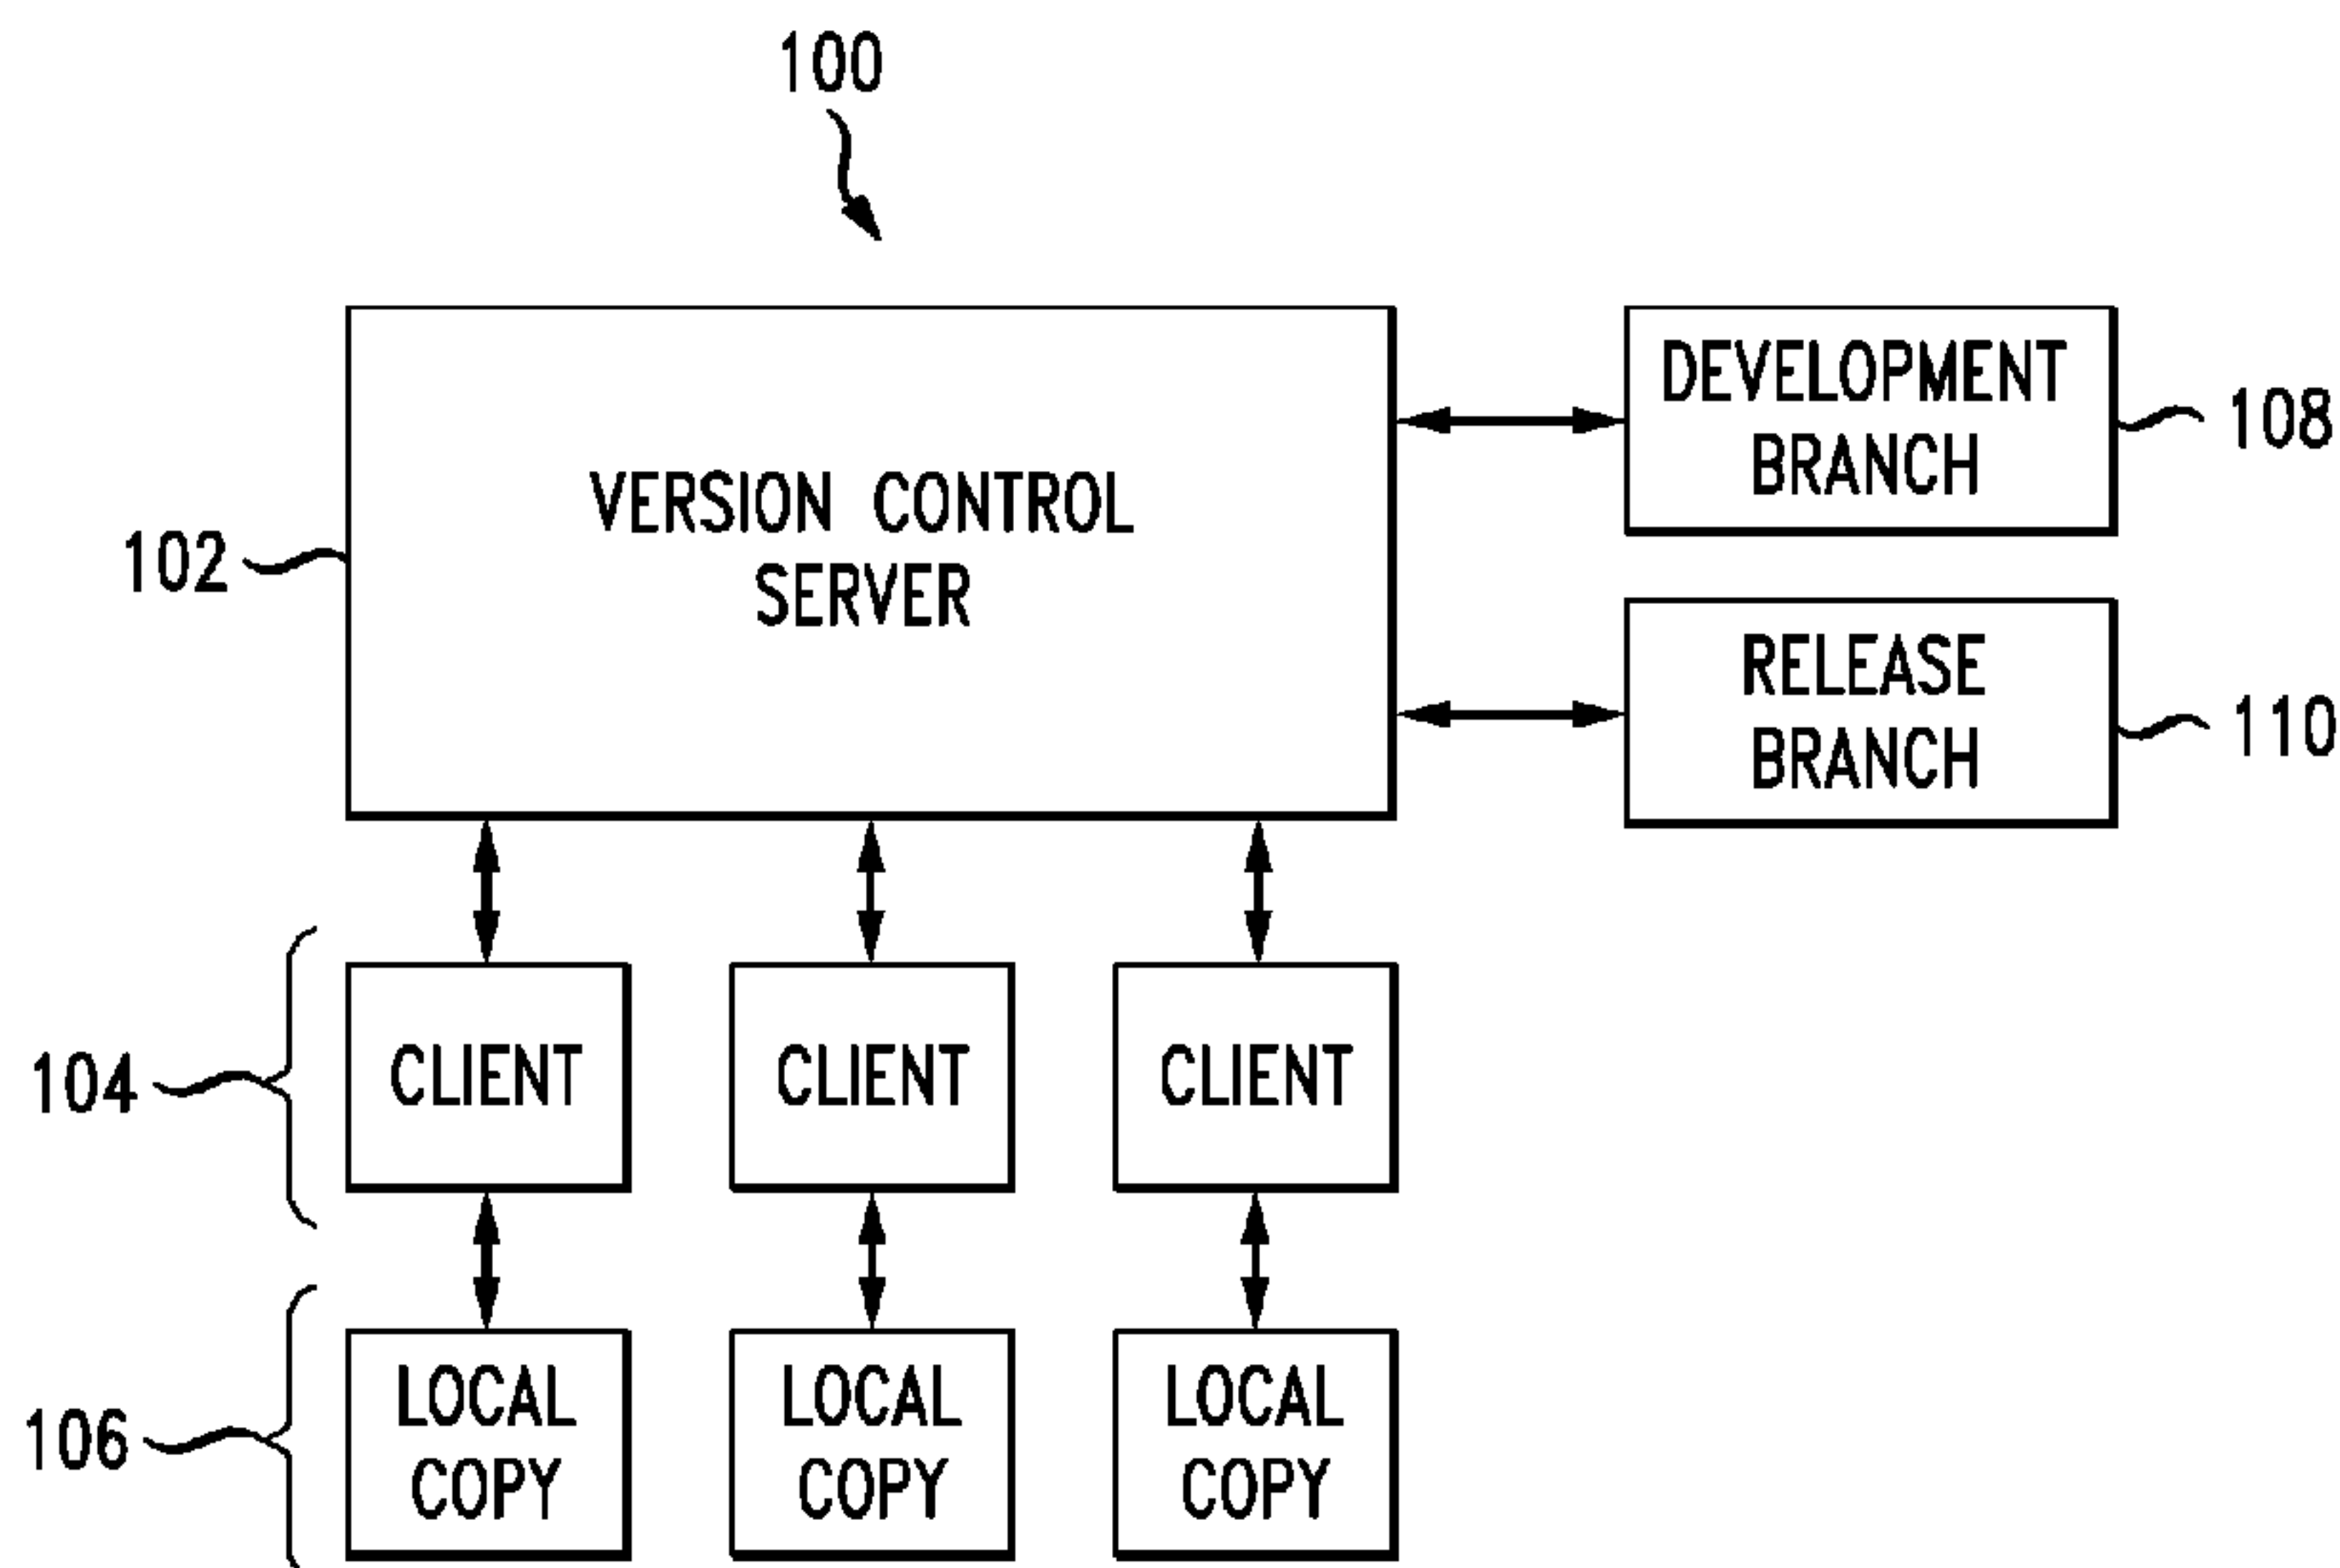 100
VERSION CONTROL
SERVER
102
DEVELOPMENT
BRANCH
108
RELEASE
BRANCH
110
104
CLIENT
CLIENT
CLIENT
106
LOCAL
COPY
LOCAL
COPY
LOCAL
COPY